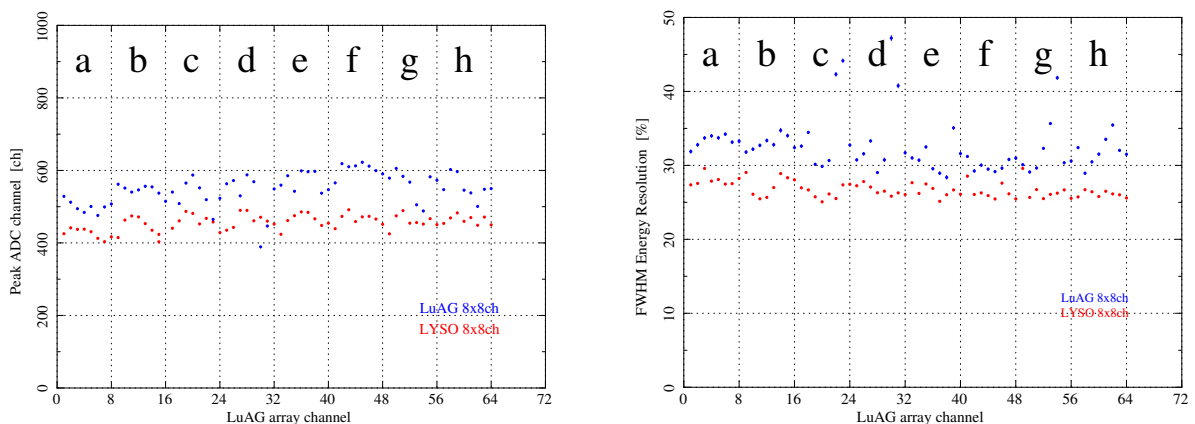 1000
800
600
400
200
0
Peak ADC channel [ch]
a b c d e f g h
LuAG 8x8ch
LYSO 8x8ch
0 8 16 24 32 40 48 56 64 72
LuAG array channel
50
40
30
20
10
0
FWHM Energy Resolution [%]
a b c d e f g h
LuAG 8x8ch
LYSO 8x8ch
0 8 16 24 32 40 48 56 64 72
LuAG array channel